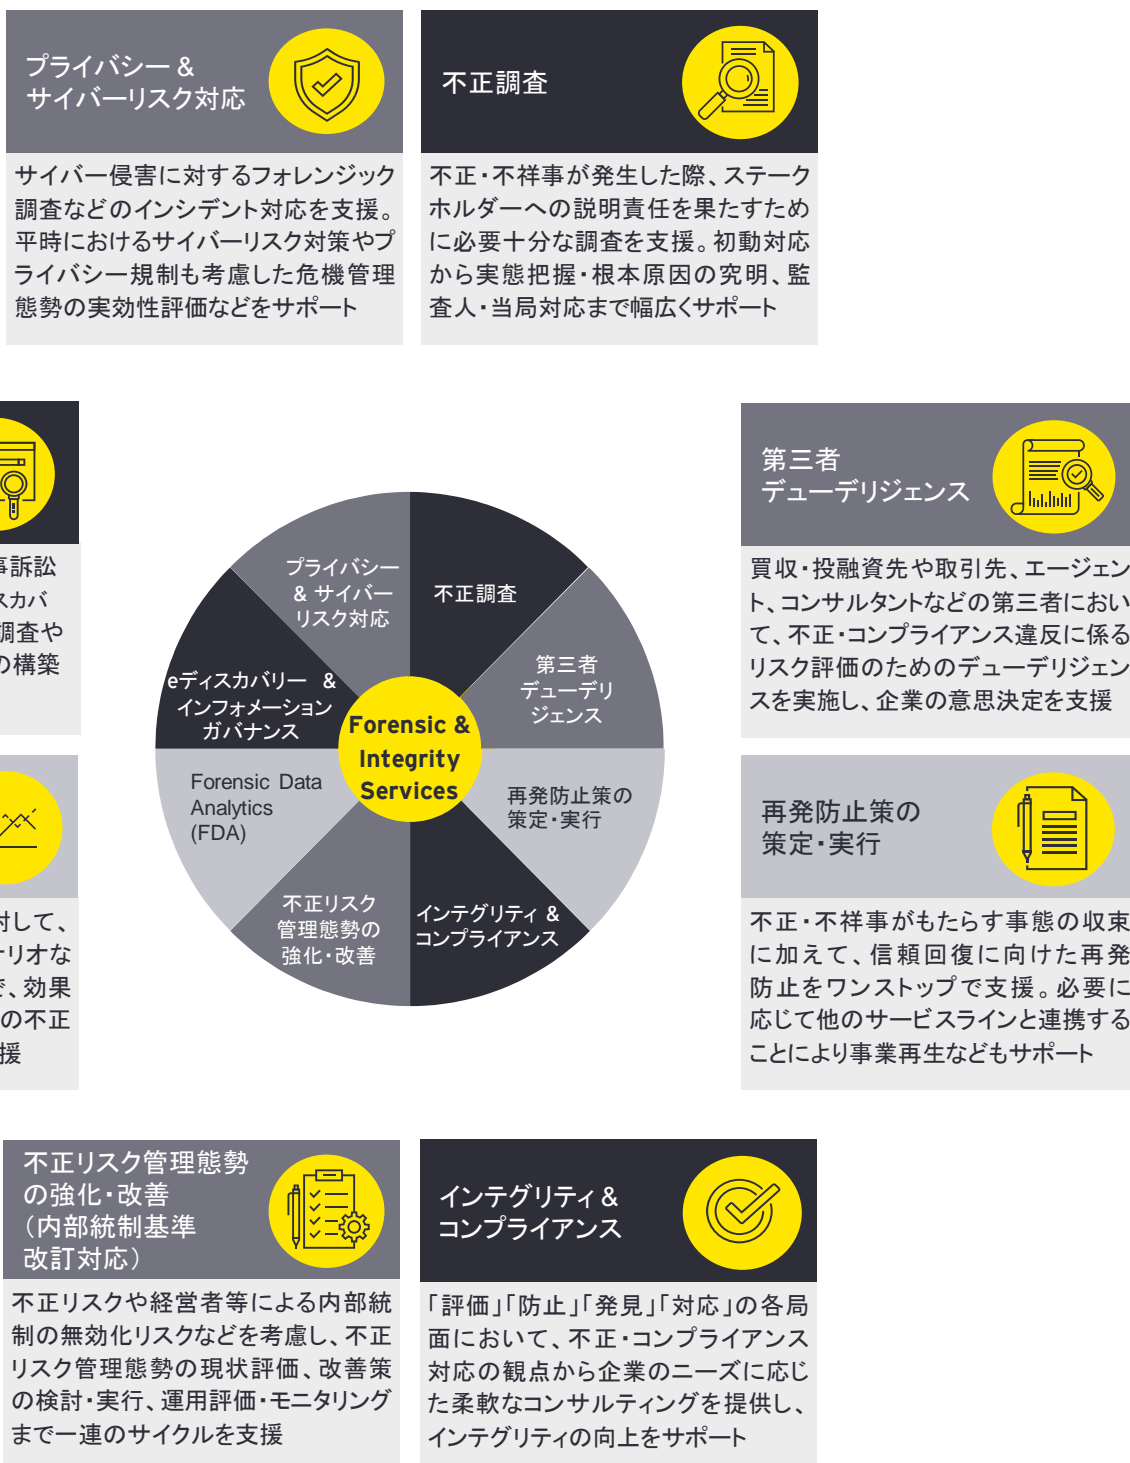 プライバシー &
サイバーリスク対応
サイバー侵害に対するフォレンジック
調査などのインシデント対応を支援。
平時におけるサイバーリスク対策やプ
ライバシー規制も考慮した危機管理
態勢の実効性評価などをサポート
不正調査
不正・不祥事が発生した際、ステーク
ホルダーへの説明責任を果たすため
に必要十分な調査を支援。初動対応
から実態把握・根本原因の究明、監
査人・当局対応まで幅広くサポート
事訴訟
スカバ
調査や
の構築
対して、
ナリオな
で、効果
の不正
援
プライバシー
& サイバー
リスク対応
不正調査
第三者
デューデリ
ジェンス
再発防止策の
策定・実行
インテグリティ &
コンプライアンス
不正リスク
管理態勢の
強化・改善
Forensic Data
Analytics
(FDA)
eディスカバリー &
インフォメーション
ガバナンス
Forensic &
Integrity
Services
第三者
デューデリジェンス
買収・投融資先や取引先、エージェン
ト、コンサルタントなどの第三者におい
て、不正・コンプライアンス違反に係る
リスク評価のためのデューデリジェン
スを実施し、企業の意思決定を支援
再発防止策の
策定・実行
不正・不祥事がもたらす事態の収束
に加えて、信頼回復に向けた再発
防止をワンストップで支援。必要に
応じて他のサービスラインと連携する
ことにより事業再生などもサポート
不正リスク管理態勢
の強化・改善
（内部統制基準
改訂対応）
不正リスクや経営者等による内部統
制の無効化リスクなどを考慮し、不正
リスク管理態勢の現状評価、改善策
の検討・実行、運用評価・モニタリング
まで一連のサイクルを支援
インテグリティ &
コンプライアンス
「評価」「防止」「発見」「対応」の各局
面において、不正・コンプライアンス
対応の観点から企業のニーズに応じ
た柔軟なコンサルティングを提供し、
インテグリティの向上をサポート